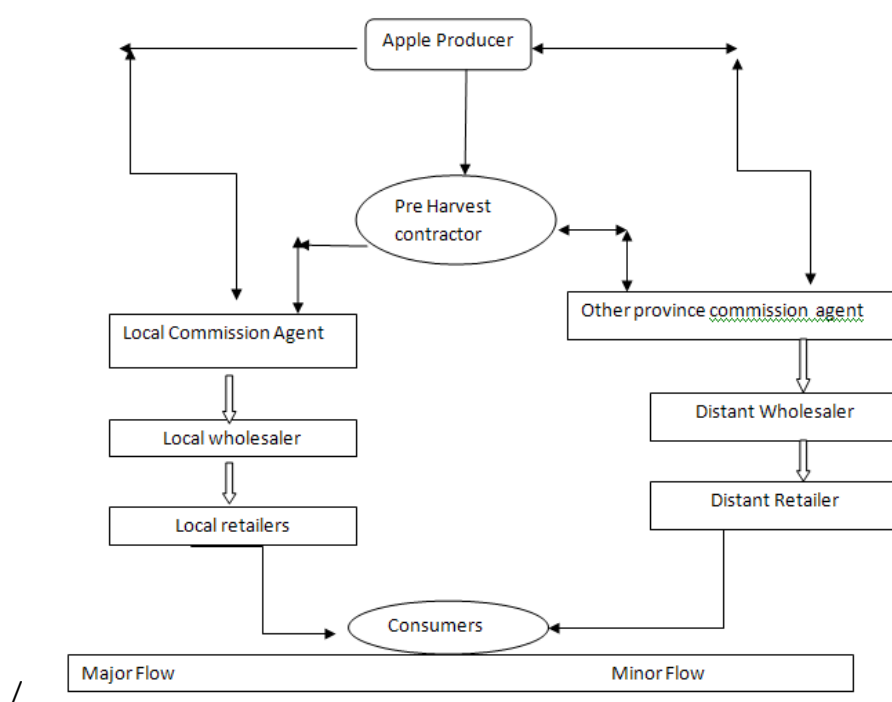 Apple Producer
Pre Harvest
contractor
Local Commission Agent
Other province commission agent
Local wholesaler
Distant Wholesaler
Local retailers
Distant Retailer
Consumers
Major Flow Minor Flow
/